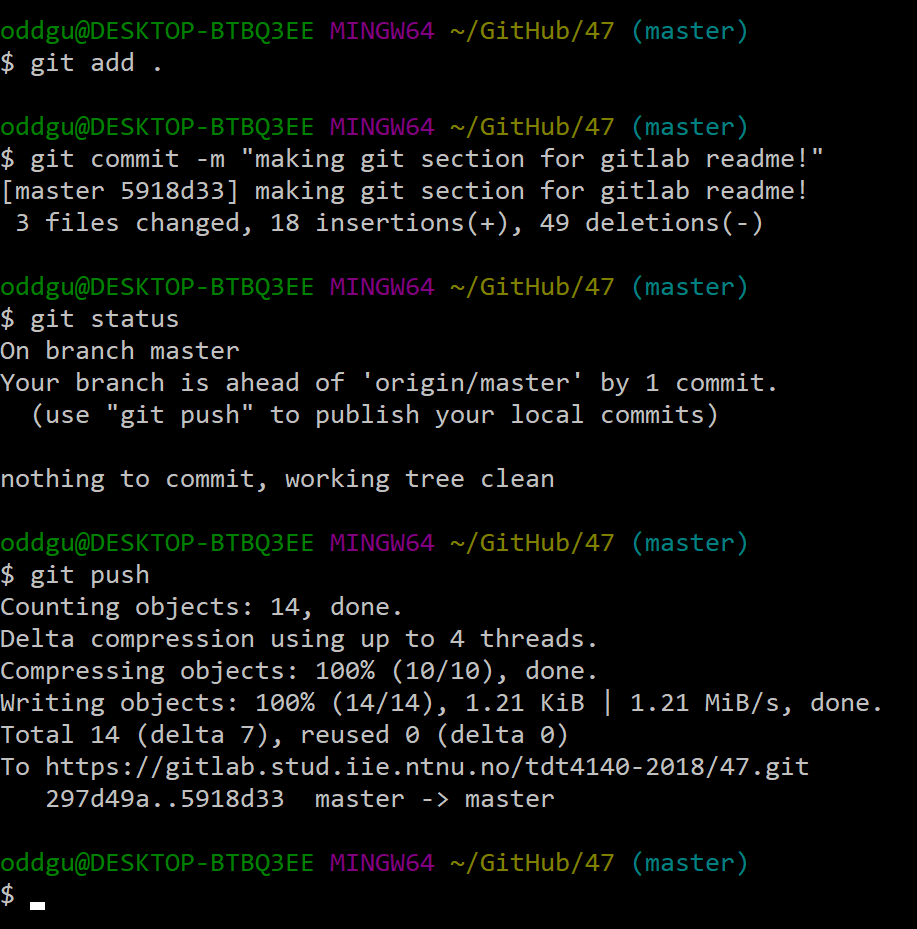 oddgu@DESKTOP-BTBQ3EE MINGW64 ~/GitHub/47 (master)
$ git add .
oddgu@DESKTOP-BTBQ3EE MINGW64 ~/GitHub/47 (master)
$ git commit -m "making git section for gitlab readme!"
[master 5918d33] making git section for gitlab readme!
 3 files changed, 18 insertions(+), 49 deletions(-)
oddgu@DESKTOP-BTBQ3EE MINGW64 ~/GitHub/47 (master)
$ git status
On branch master
Your branch is ahead of 'origin/master' by 1 commit.
  (use "git push" to publish your local commits)
nothing to commit, working tree clean
oddgu@DESKTOP-BTBQ3EE MINGW64 ~/GitHub/47 (master)
$ git push
Counting objects: 14, done.
Delta compression using up to 4 threads.
Compressing objects: 100% (10/10), done.
Writing objects: 100% (14/14), 1.21 KiB | 1.21 MiB/s, done.
Total 14 (delta 7), reused 0 (delta 0)
To https://gitlab.stud.iie.ntnu.no/tdt4140-2018/47.git
   297d49a..5918d33  master -> master
oddgu@DESKTOP-BTBQ3EE MINGW64 ~/GitHub/47 (master)
$